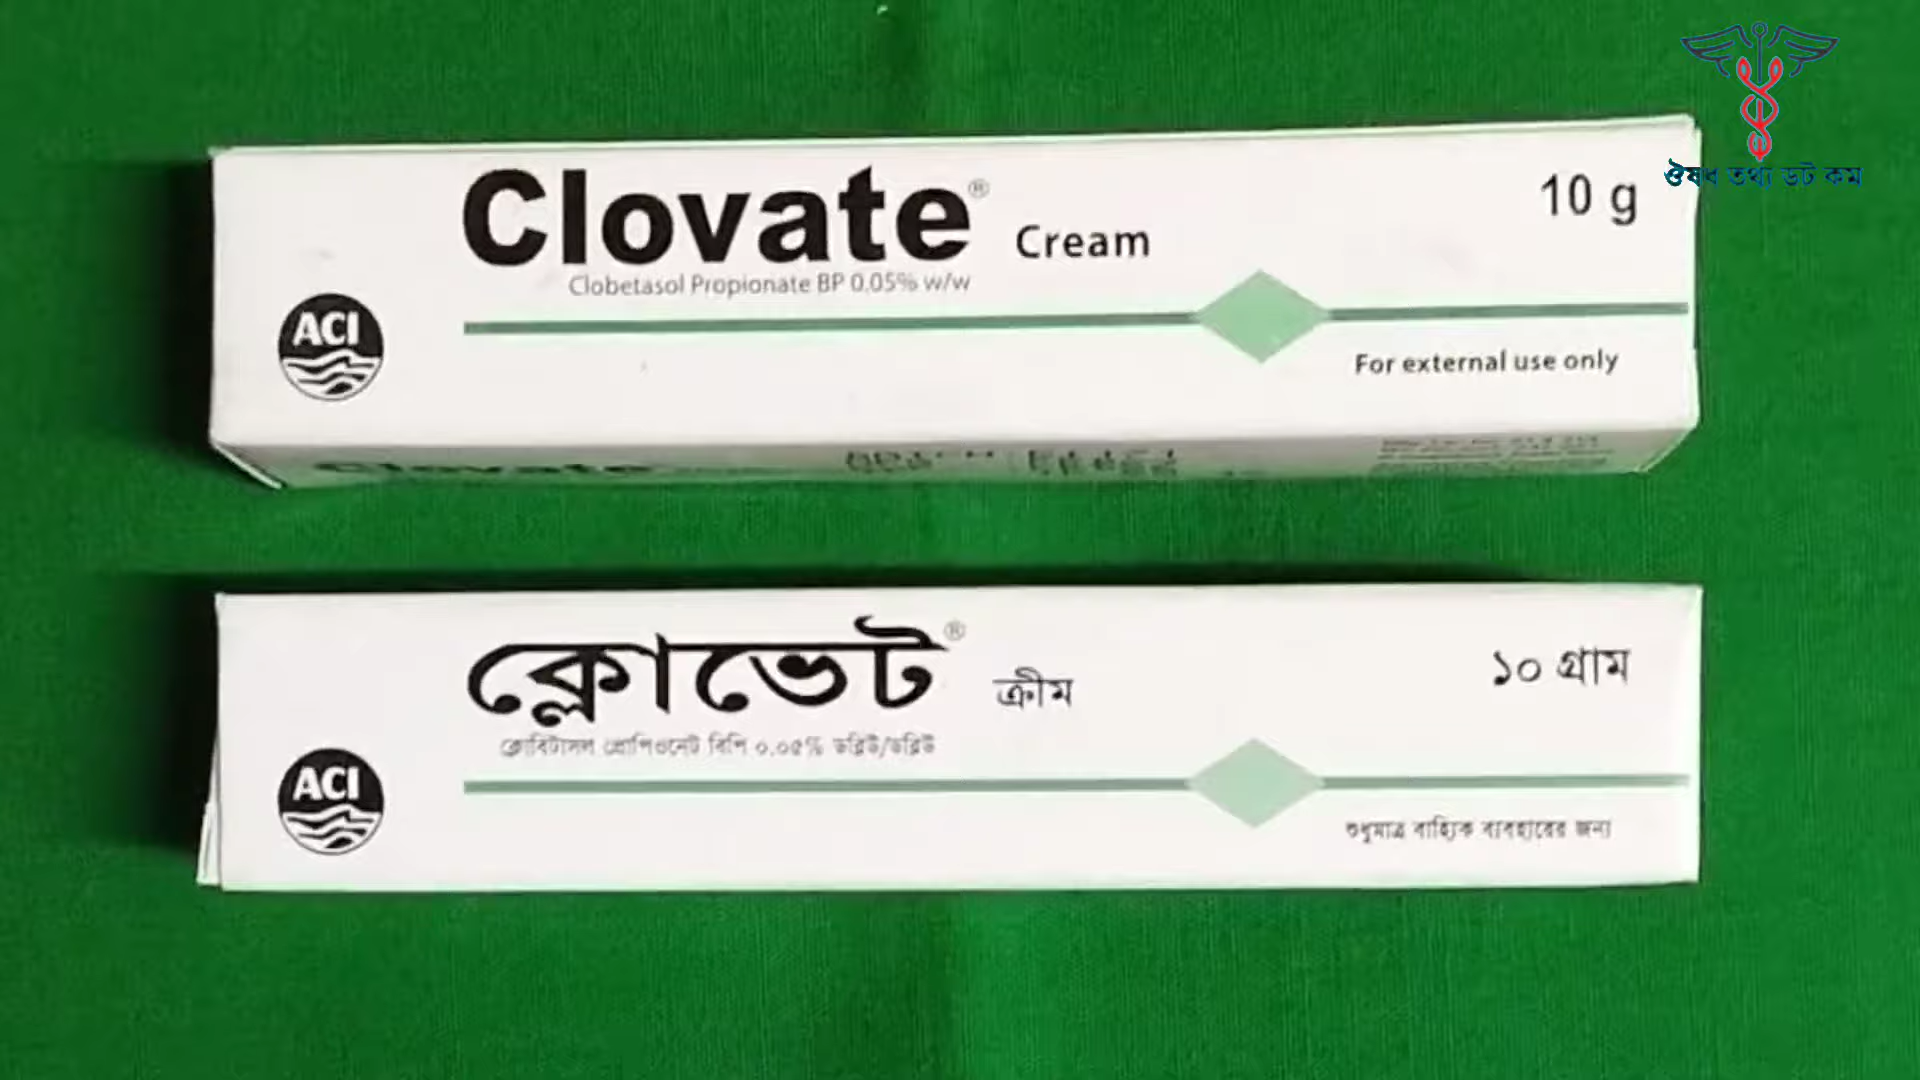 ঔষধ তথ্য ডট কম
Clovate® Cream
10 g
Clobetasol Propionate BP 0.05% w/w
ACI
For external use only
Clovate
ক্লোভেট® ক্রীম
১০ গ্রাম
ক্লোবিটাসল প্রোপিওনেট বিপি ০.০৫% ডব্লিউ/ডব্লিউ
ACI
শুধুমাত্র বাহ্যিক ব্যবহারের জন্য